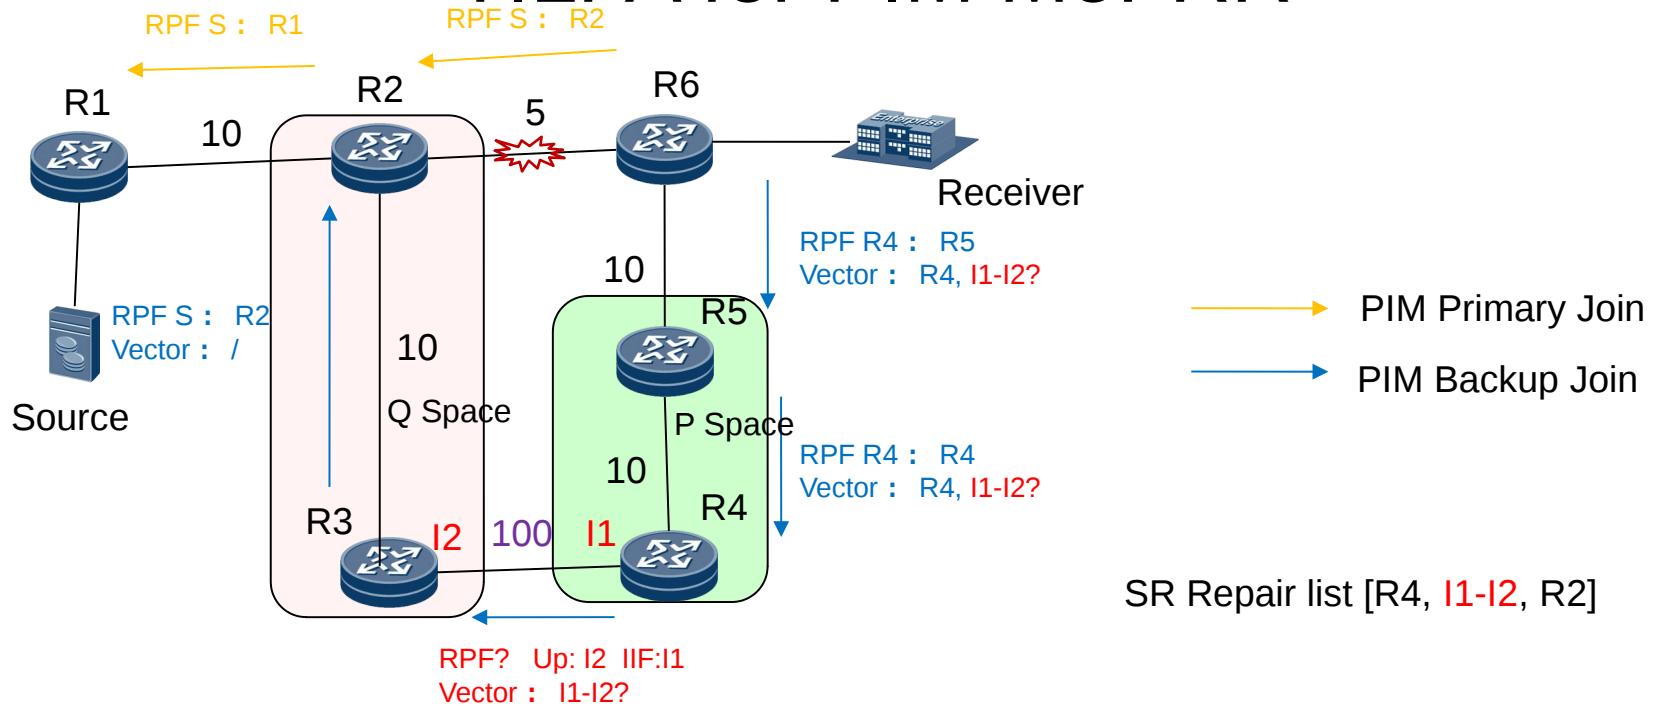 RPF S： R1
RPF S： R2
R1
R2
R6
10
5
Enterprise
Receiver
RPF R4： R5
Vector： R4, I1-I2?
10
R5
RPF S： R2
Vector： /
10
PIM Primary Join
PIM Backup Join
Source
Q Space
P Space
10
RPF R4： R4
Vector： R4, I1-I2?
R4
R3
I2
100
I1
SR Repair list [R4, I1-I2, R2]
RPF? Up: I2 IIF:I1
Vector： I1-I2?